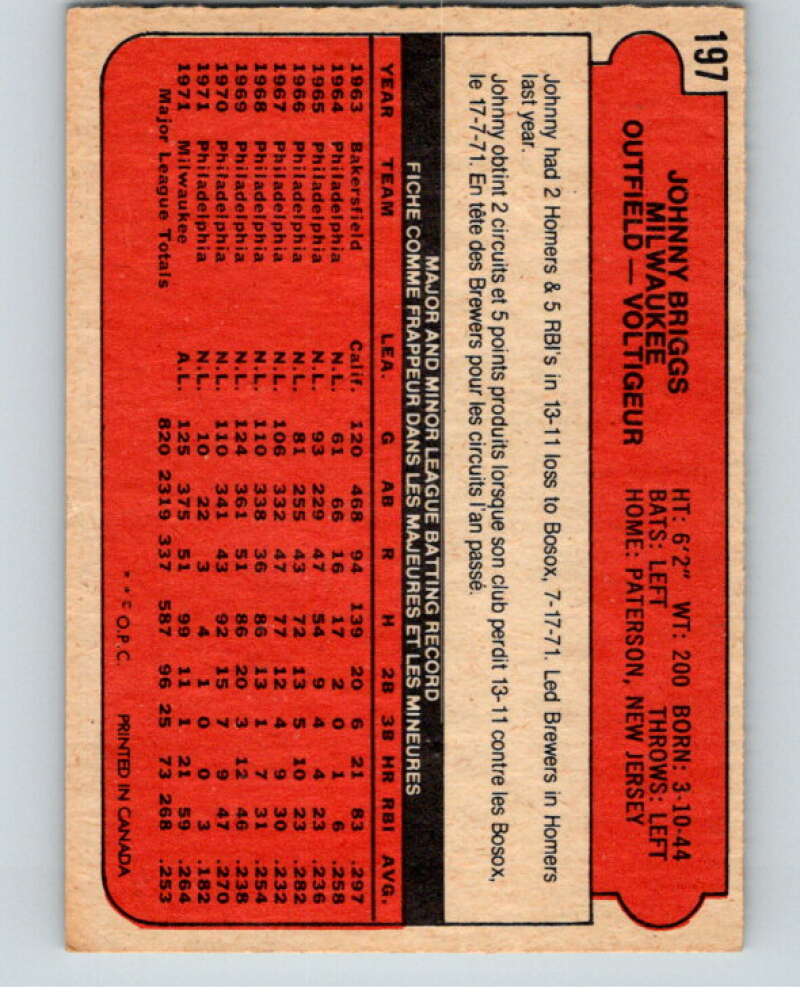 197
JOHNNY BRIGGS
MILWAUKEE
OUTFIELD — VOLTIGEUR
HT: 6'2" WT: 200 BORN: 3-10-44
BATS: LEFT THROWS: LEFT
HOME: PATERSON, NEW JERSEY
Johnny had 2 Homers & 5 RBI's in 13-11 loss to Bosox, 7-17-71. Led Brewers in Homers
last year.
Johnny obtint 2 circuits et 5 points produits lorsque son club perdit 13-11 contre les Bosox,
le 17-7-71. En tête des Brewers pour les circuits l'an passé.
MAJOR AND MINOR LEAGUE BATTING RECORD
FICHE COMME FRAPPEUR DANS LES MAJEURES ET LES MINEURES
YEAR TEAM LEA. G AB R H 2B 3B HR RBI AVG.
1963 Bakersfield Calif. 120 468 94 139 20 6 21 83 .297
1964 Philadelphia N.L. 61 66 16 17 2 0 1 6 .258
1965 Philadelphia N.L. 93 229 47 54 9 4 4 23 .236
1966 Philadelphia N.L. 81 255 43 72 13 5 10 23 .282
1967 Philadelphia N.L. 106 332 47 77 12 4 9 30 .232
1968 Philadelphia N.L. 110 338 36 86 13 1 7 31 .254
1969 Philadelphia N.L. 124 361 51 86 20 3 12 46 .238
1970 Philadelphia N.L. 110 341 43 92 15 7 9 47 .270
1971 Philadelphia N.L. 10 22 3 4 1 0 0 3 .182
1971 Milwaukee A.L. 125 375 51 99 11 1 21 59 .264
Major League Totals 820 2319 337 587 96 25 73 268 .253
* * © O.P.C. PRINTED IN CANADA